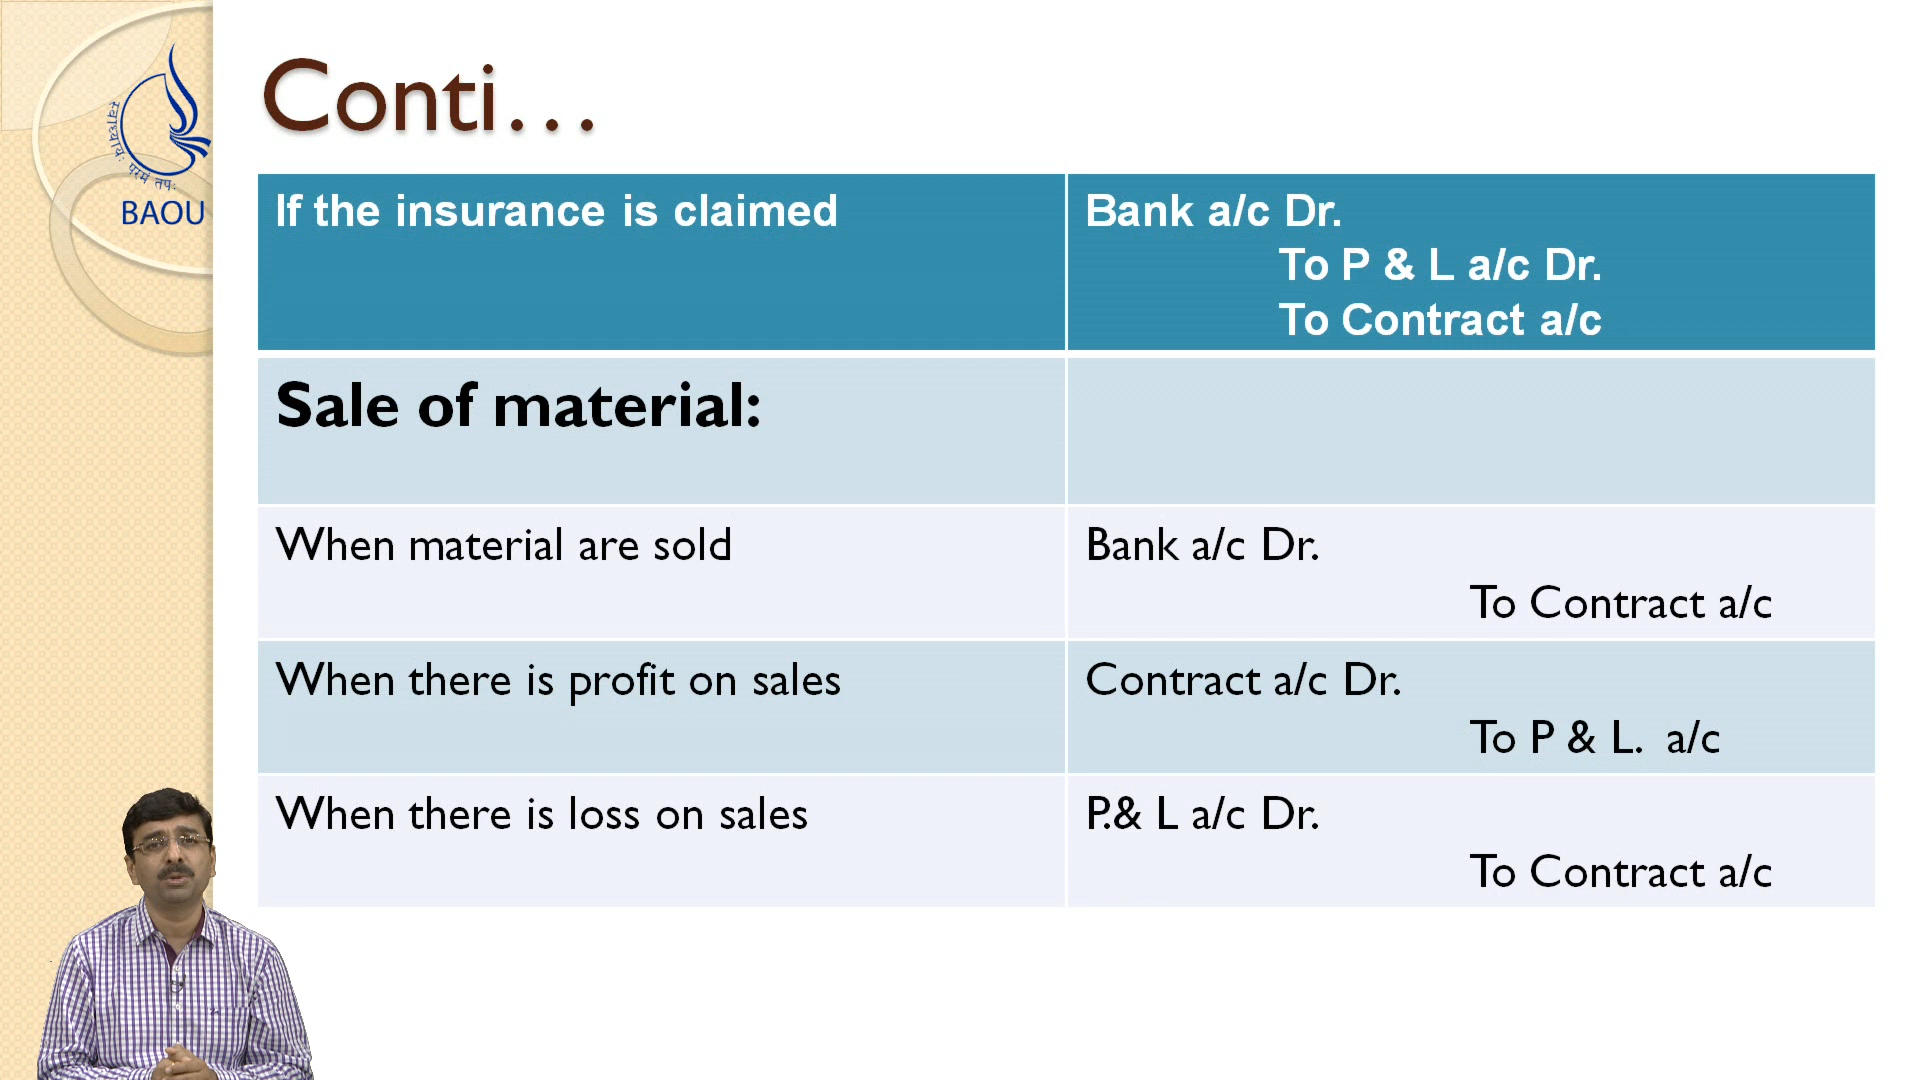 Conti…
स्वाध्यायः परमं तपः
BAOU
If the insurance is claimed
Bank a/c Dr.
To P & L a/c Dr.
To Contract a/c
Sale of material:
When material are sold
Bank a/c Dr.
To Contract a/c
When there is profit on sales
Contract a/c Dr.
To P & L. a/c
When there is loss on sales
P.& L a/c Dr.
To Contract a/c